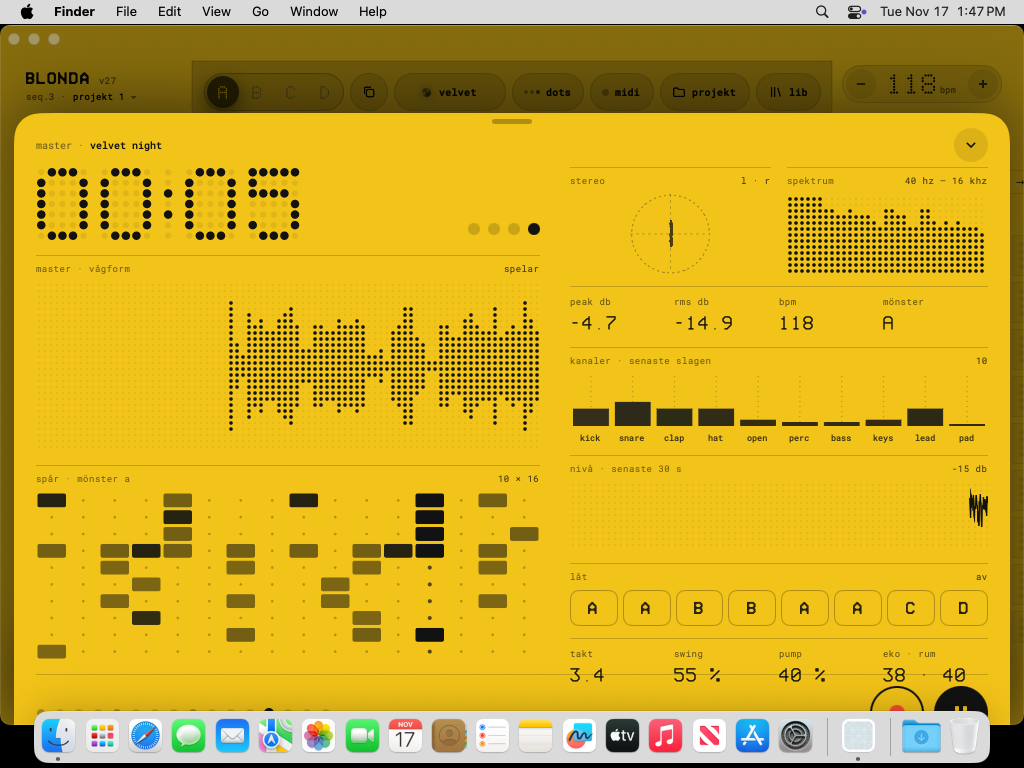 Finder File Edit View Go Window Help Tue Nov 17 1:47 PM
BLONDA v27
seq.3 · projekt 1
A B C D velvet dots midi projekt lib − 118 bpm +
master · velvet night
00:05
master · vågform spelar
stereo l · r
spektrum 40 hz – 16 khz
peak db rms db bpm mönster
-4.7 -14.9 118 A
kanaler · senaste slagen 10
kick snare clap hat open perc bass keys lead pad
nivå · senaste 30 s -15 db
spår · mönster a 10 × 16
låt av
A A B B A A C D
takt swing pump eko · rum
3.4 55 % 40 % 38 · 40
NOV
17
tv